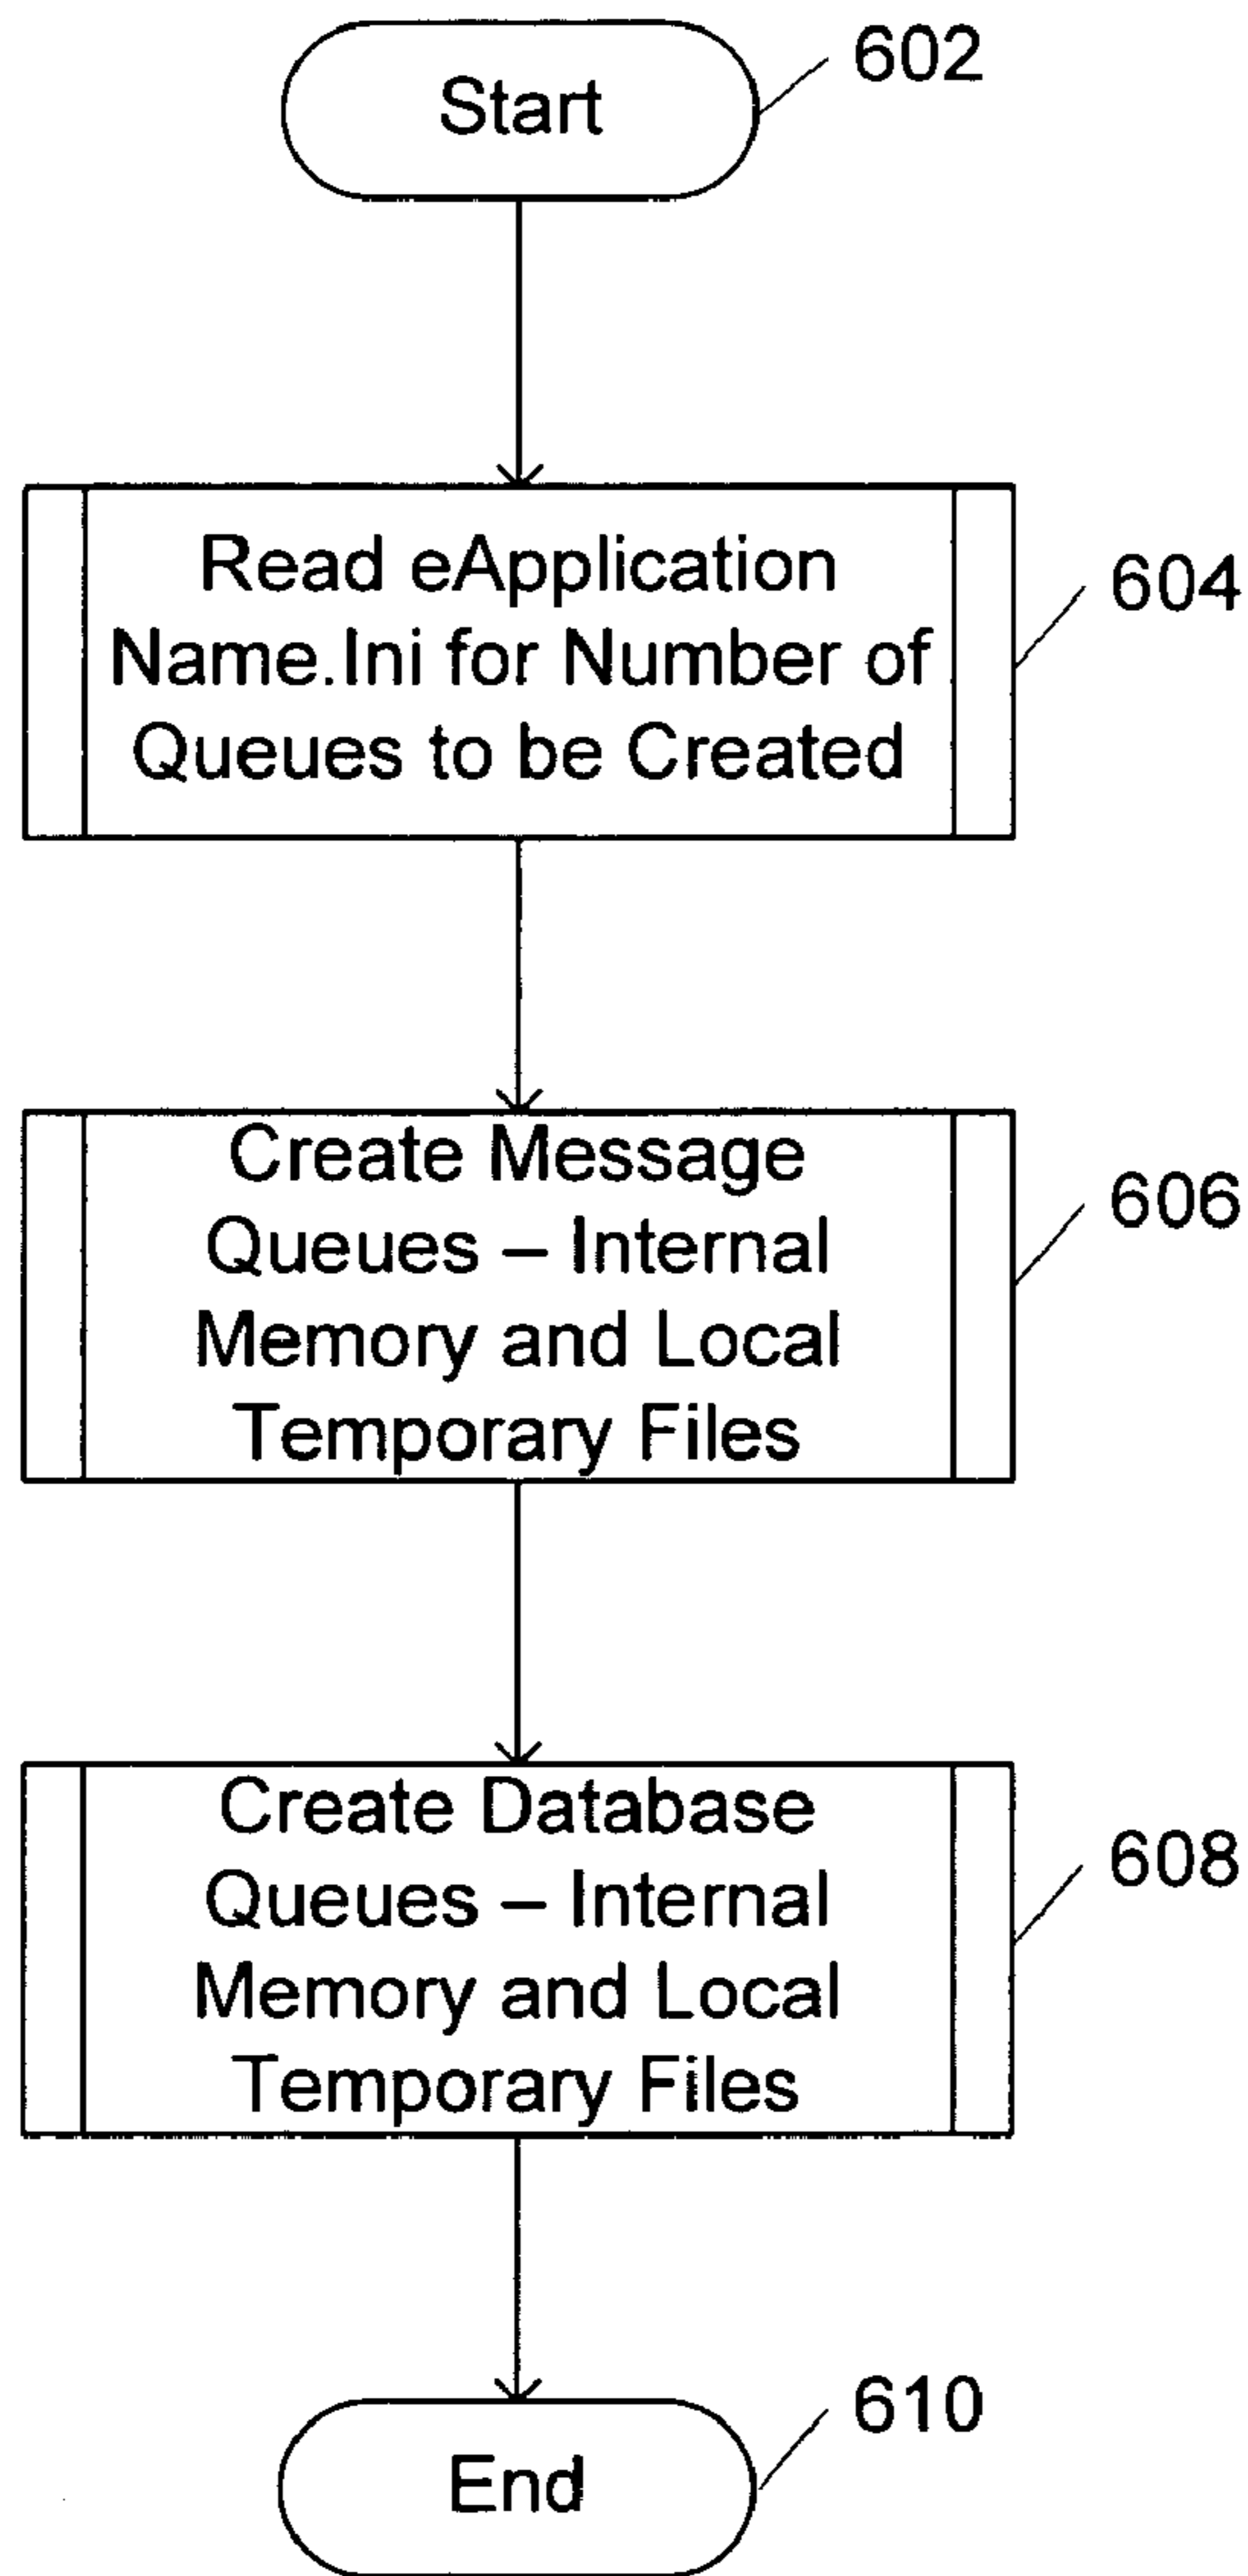 Start
602
Read eApplication
Name.Ini for Number of
Queues to be Created
604
Create Message
Queues – Internal
Memory and Local
Temporary Files
606
Create Database
Queues – Internal
Memory and Local
Temporary Files
608
End
610